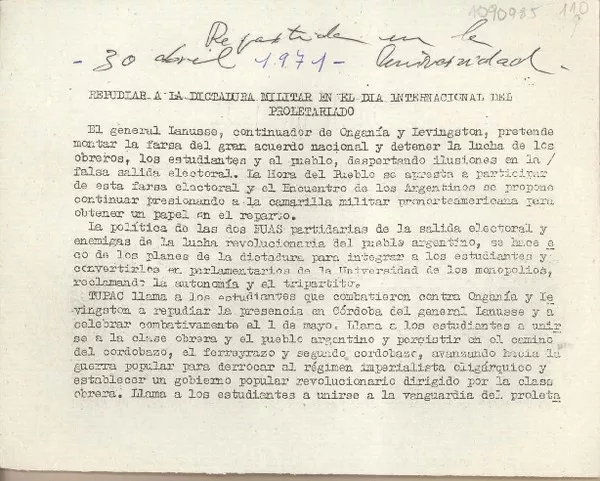 1090985 110
Repartida en la
- 30 abril 1971 - Universidad -
REPUDIAR A LA DICTADURA MILITAR EN EL DIA INTERNACIONAL DEL
PROLETARIADO
El general Lanusse, continuador de Onganía y Levingston, pretende
montar la farsa del gran acuerdo nacional y detener la lucha de los
obreros, los estudiantes y el pueblo, despertando ilusiones en la /
falsa salida electoral. La Hora del Pueblo se apresta a participar
de esta farsa electoral y el Encuentro de los Argentinos se propone
continuar presionando a la camarilla militar pronorteamericana para
obtener un papel en el reparto.
La política de las dos FUAS partidarias de la salida electoral y
enemigas de la lucha revolucionaria del pueblo argentino, se hace e
co de los planes de la dictadura para integrar a los estudiantes y
convertirlos en parlamentarios de la Universidad de los monopolios,
reclamando la autonomía y el tripartito.
TUPAC llama a los estudiantes que combatieron contra Onganía y Le
vingston a repudiar la presencia en Córdoba del general Lanusse y a
celebrar combativamente el 1 de mayo. Llama a los estudiantes a unir
se a la clase obrera y el pueblo argentino y persistir en el camino
del cordobazo, el ferreyrazo y segundo cordobazo, avanzando hacia la
guerra popular para derrocar al régimen imperialista oligárquico y
establecer un gobierno popular revolucionario dirigido por la clase
obrera. Llama a los estudiantes a unirse a la vanguardia del proleta